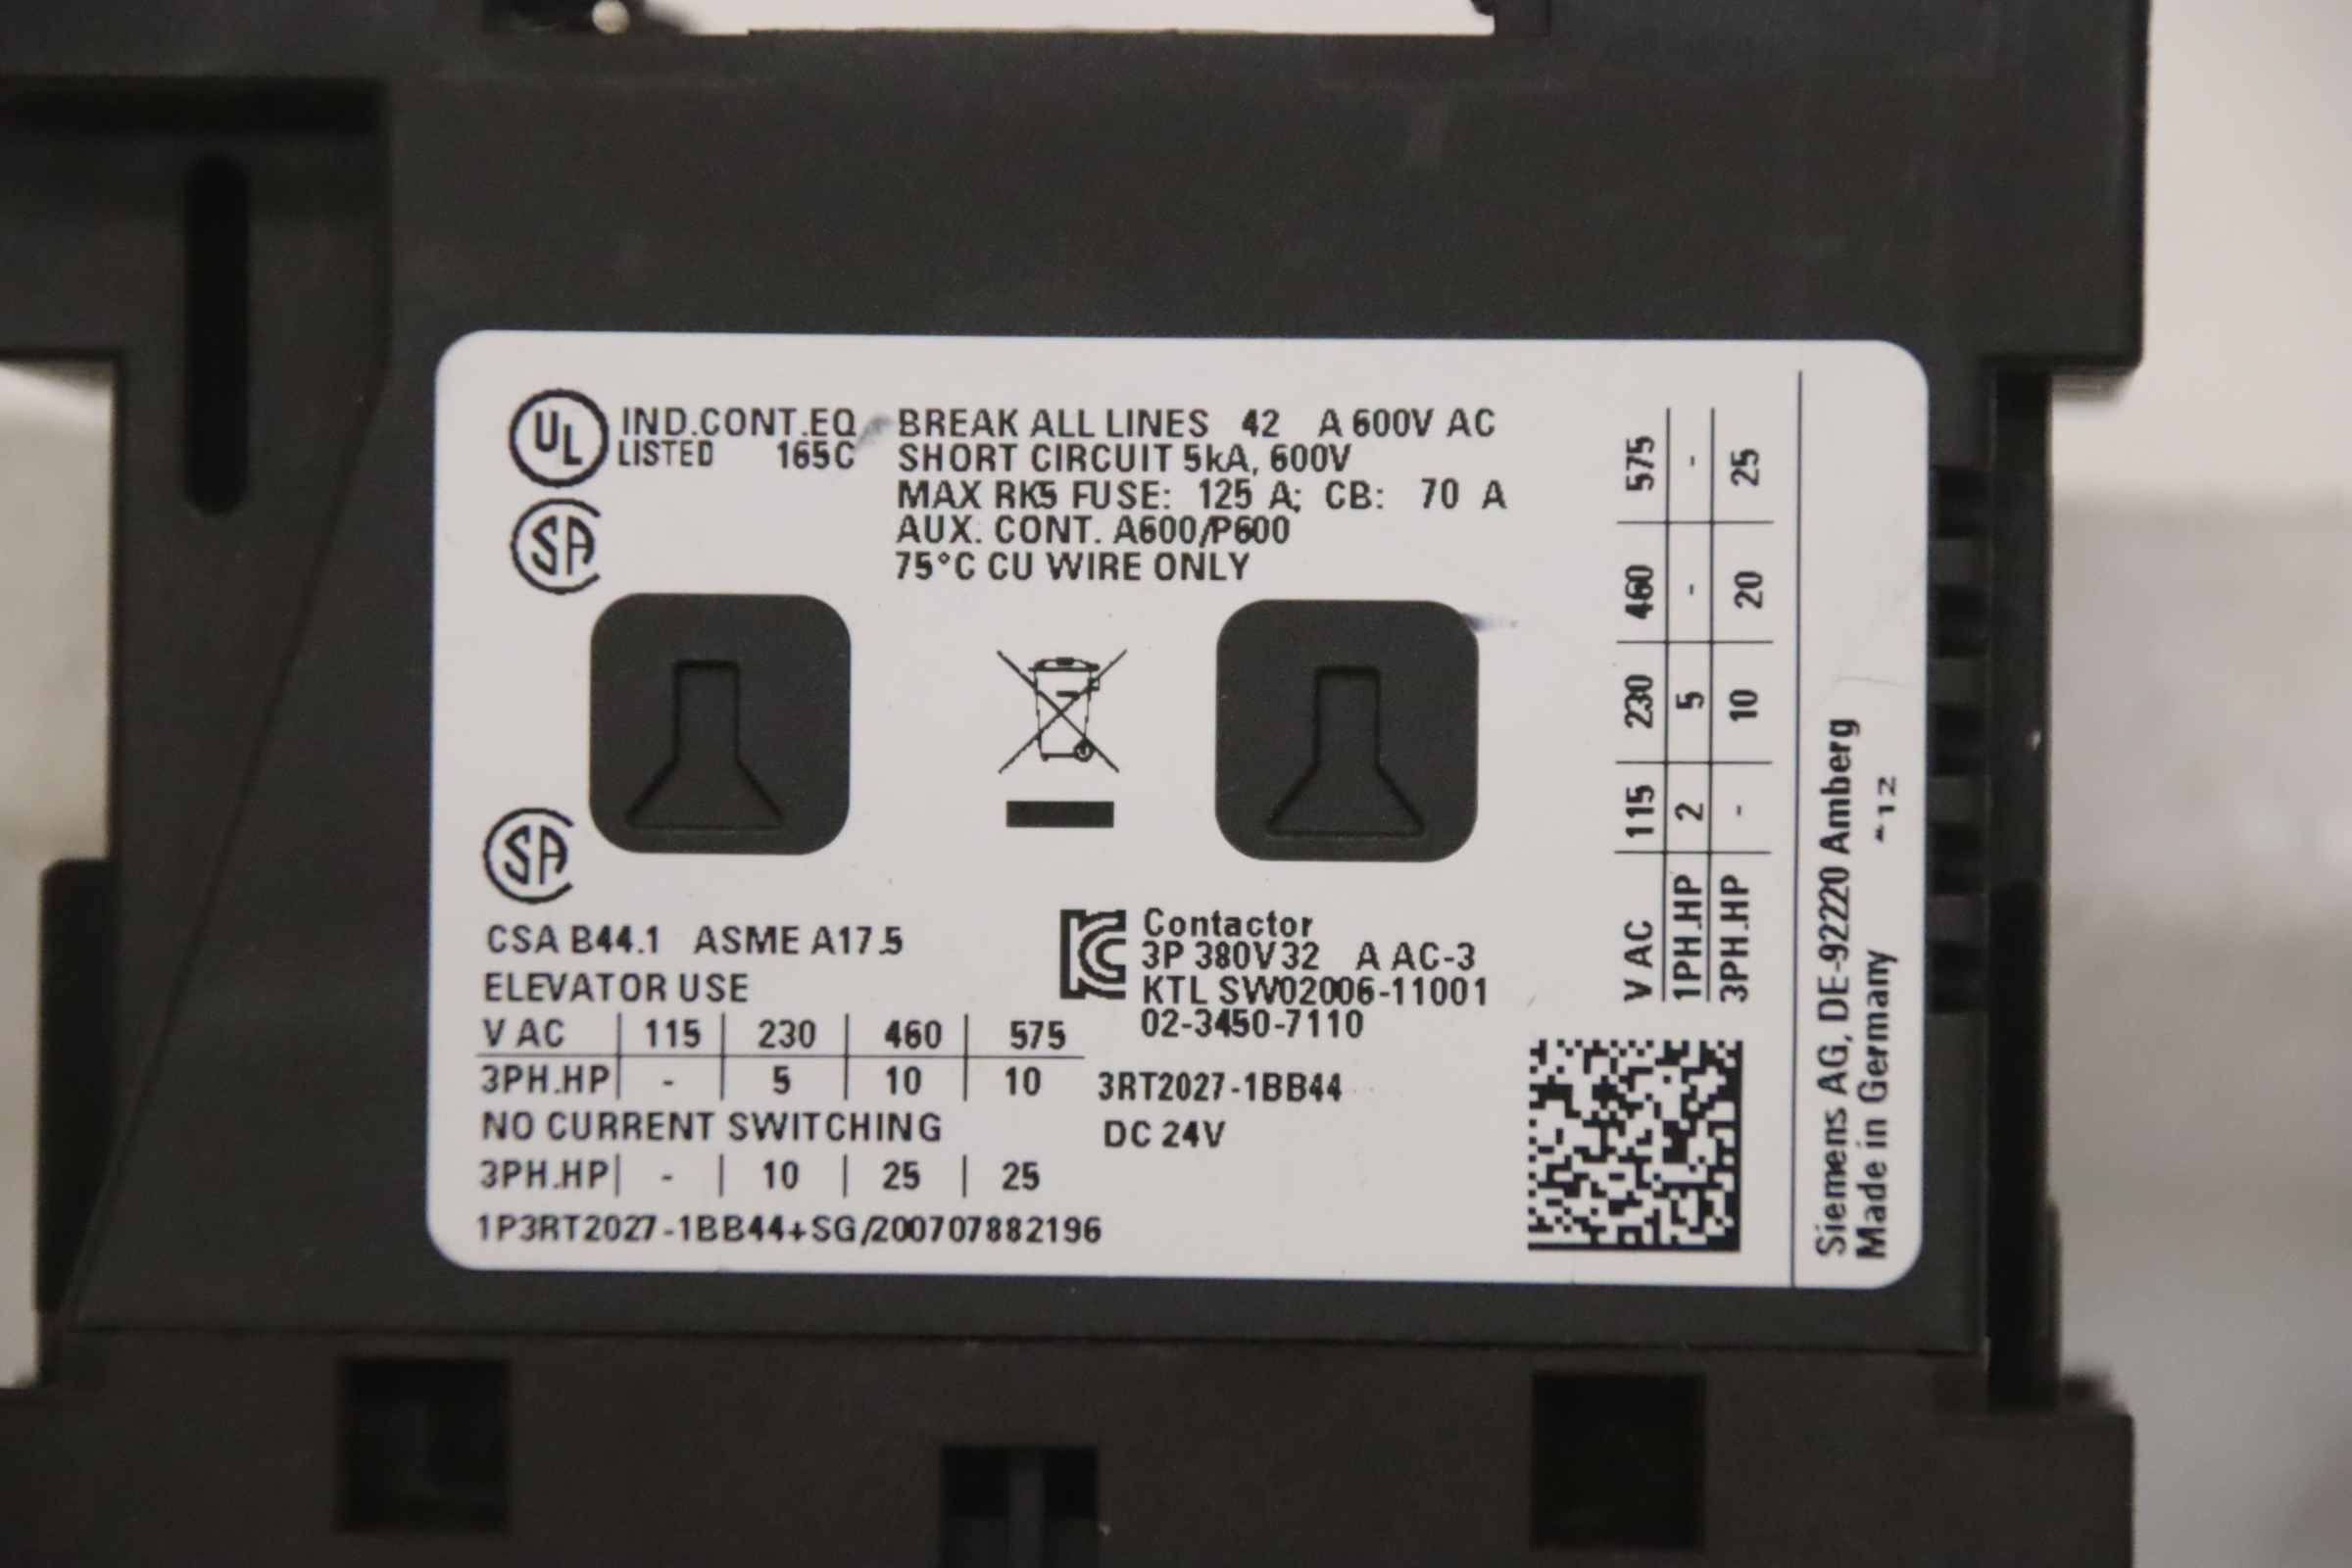 UL IND.CONT.EQ
LISTED 165C
SA
BREAK ALL LINES 42 A 600V AC
SHORT CIRCUIT 5kA, 600V
MAX RK5 FUSE: 125 A; CB: 70 A
AUX. CONT. A600/P600
75°C CU WIRE ONLY
SA
CSA B44.1 ASME A17.5
ELEVATOR USE
V AC | 115 | 230 | 460 | 575
3PH.HP | - | 5 | 10 | 10
NO CURRENT SWITCHING
3PH.HP | - | 10 | 25 | 25
1P3RT2027-1BB44+SG/200707882196
Contactor
3P 380V 32 A AC-3
KTL SW02006-11001
02-3450-7110
3RT2027-1BB44
DC 24V
V AC | 115 | 230 | 460 | 575
1PH.HP | 2 | 5 | - | -
3PH.HP | - | 10 | 20 | 25
Siemens AG, DE-92220 Amberg
Made in Germany